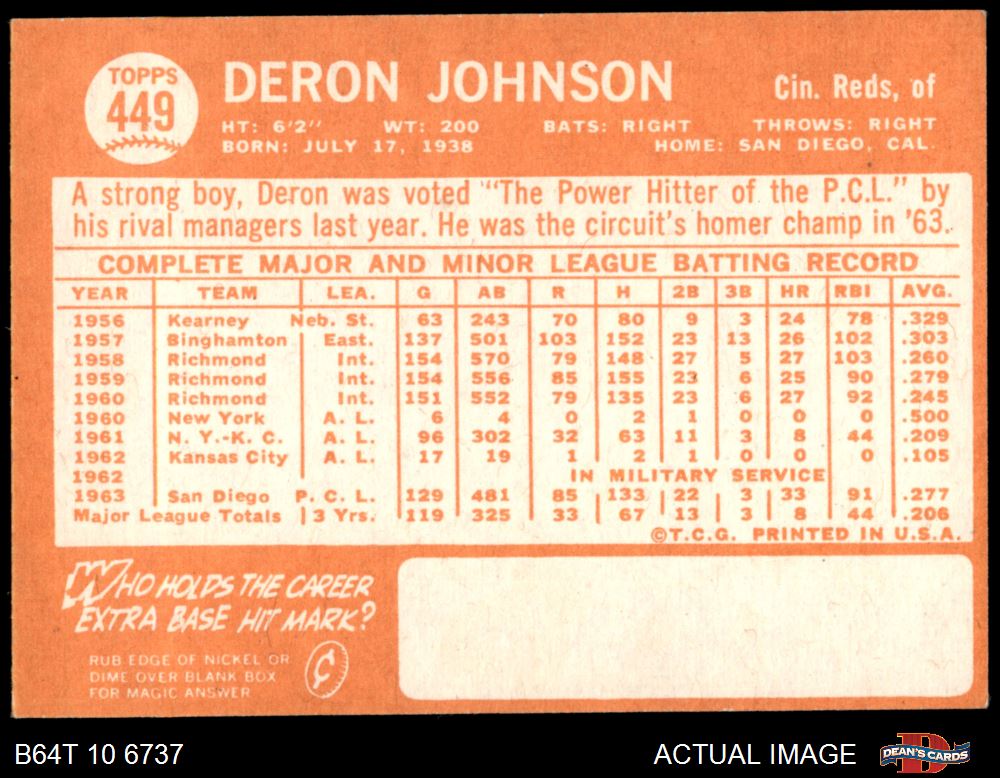 TOPPS
449
DERON JOHNSON
Cin. Reds, of
HT: 6'2" WT: 200 BATS: RIGHT THROWS: RIGHT
BORN: JULY 17, 1938 HOME: SAN DIEGO, CAL.
A strong boy, Deron was voted "The Power Hitter of the P.C.L." by
his rival managers last year. He was the circuit's homer champ in '63.
COMPLETE MAJOR AND MINOR LEAGUE BATTING RECORD
YEAR TEAM LEA. G AB R H 2B 3B HR RBI AVG.
1956 Kearney Neb. St. 63 243 70 80 9 3 24 78 .329
1957 Binghamton East. 137 501 103 152 23 13 26 102 .303
1958 Richmond Int. 154 570 79 148 27 5 27 103 .260
1959 Richmond Int. 154 556 85 155 23 6 25 90 .279
1960 Richmond Int. 151 552 79 135 23 6 27 92 .245
1960 New York A. L. 6 4 0 2 1 0 0 0 .500
1961 N. Y.-K. C. A. L. 96 302 32 63 11 3 8 44 .209
1962 Kansas City A. L. 17 19 1 2 1 0 0 0 .105
1962 IN MILITARY SERVICE
1963 San Diego P. C. L. 129 481 85 133 22 3 33 91 .277
Major League Totals 3 Yrs. 119 325 33 67 13 3 8 44 .206
©T.C.G. PRINTED IN U.S.A.
WHO HOLDS THE CAREER
EXTRA BASE HIT MARK?
RUB EDGE OF NICKEL OR
DIME OVER BLANK BOX
FOR MAGIC ANSWER
¢
B64T 10 6737
ACTUAL IMAGE
D
DEAN'S CARDS